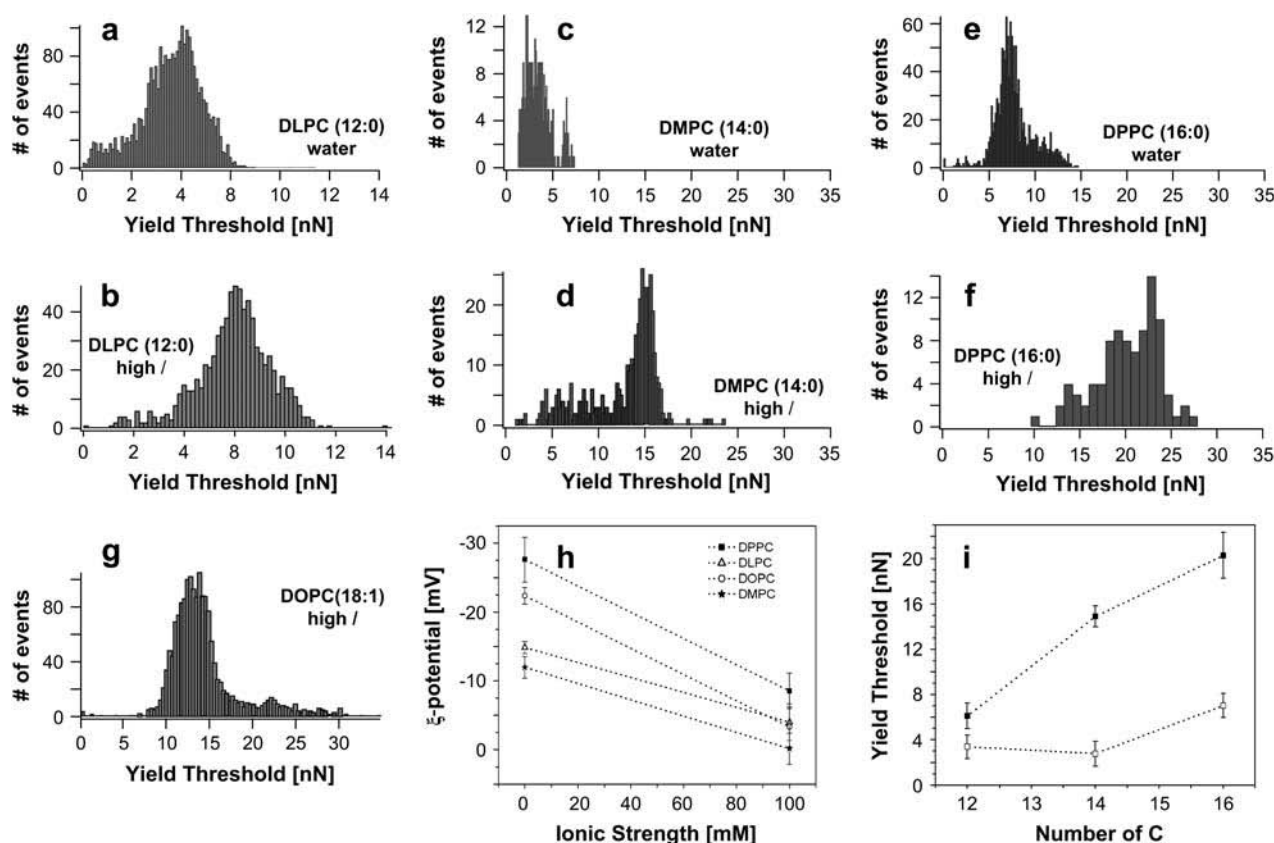 a
# of events
80
40
0
DLPC (12:0)
water
0 2 4 6 8 10 12 14
Yield Threshold [nN]
c
# of events
12
8
4
0
DMPC (14:0)
water
0 5 10 15 20 25 30 35
Yield Threshold [nN]
e
# of events
60
40
20
0
DPPC (16:0)
water
0 5 10 15 20 25 30 35
Yield Threshold [nN]
b
# of events
40
20
0
DLPC (12:0)
high /
0 2 4 6 8 10 12 14
Yield Threshold [nN]
d
# of events
20
10
0
DMPC (14:0)
high /
0 5 10 15 20 25 30 35
Yield Threshold [nN]
f
# of events
12
8
4
0
DPPC (16:0)
high /
0 5 10 15 20 25 30 35
Yield Threshold [nN]
g
# of events
80
40
0
DOPC(18:1)
high /
0 5 10 15 20 25 30
Yield Threshold [nN]
h
ξ-potential [mV]
-30
-20
-10
0
DPPC
DLPC
DOPC
DMPC
0 20 40 60 80 100
Ionic Strength [mM]
i
Yield Threshold [nN]
20
16
12
8
4
0
12 13 14 15 16
Number of C